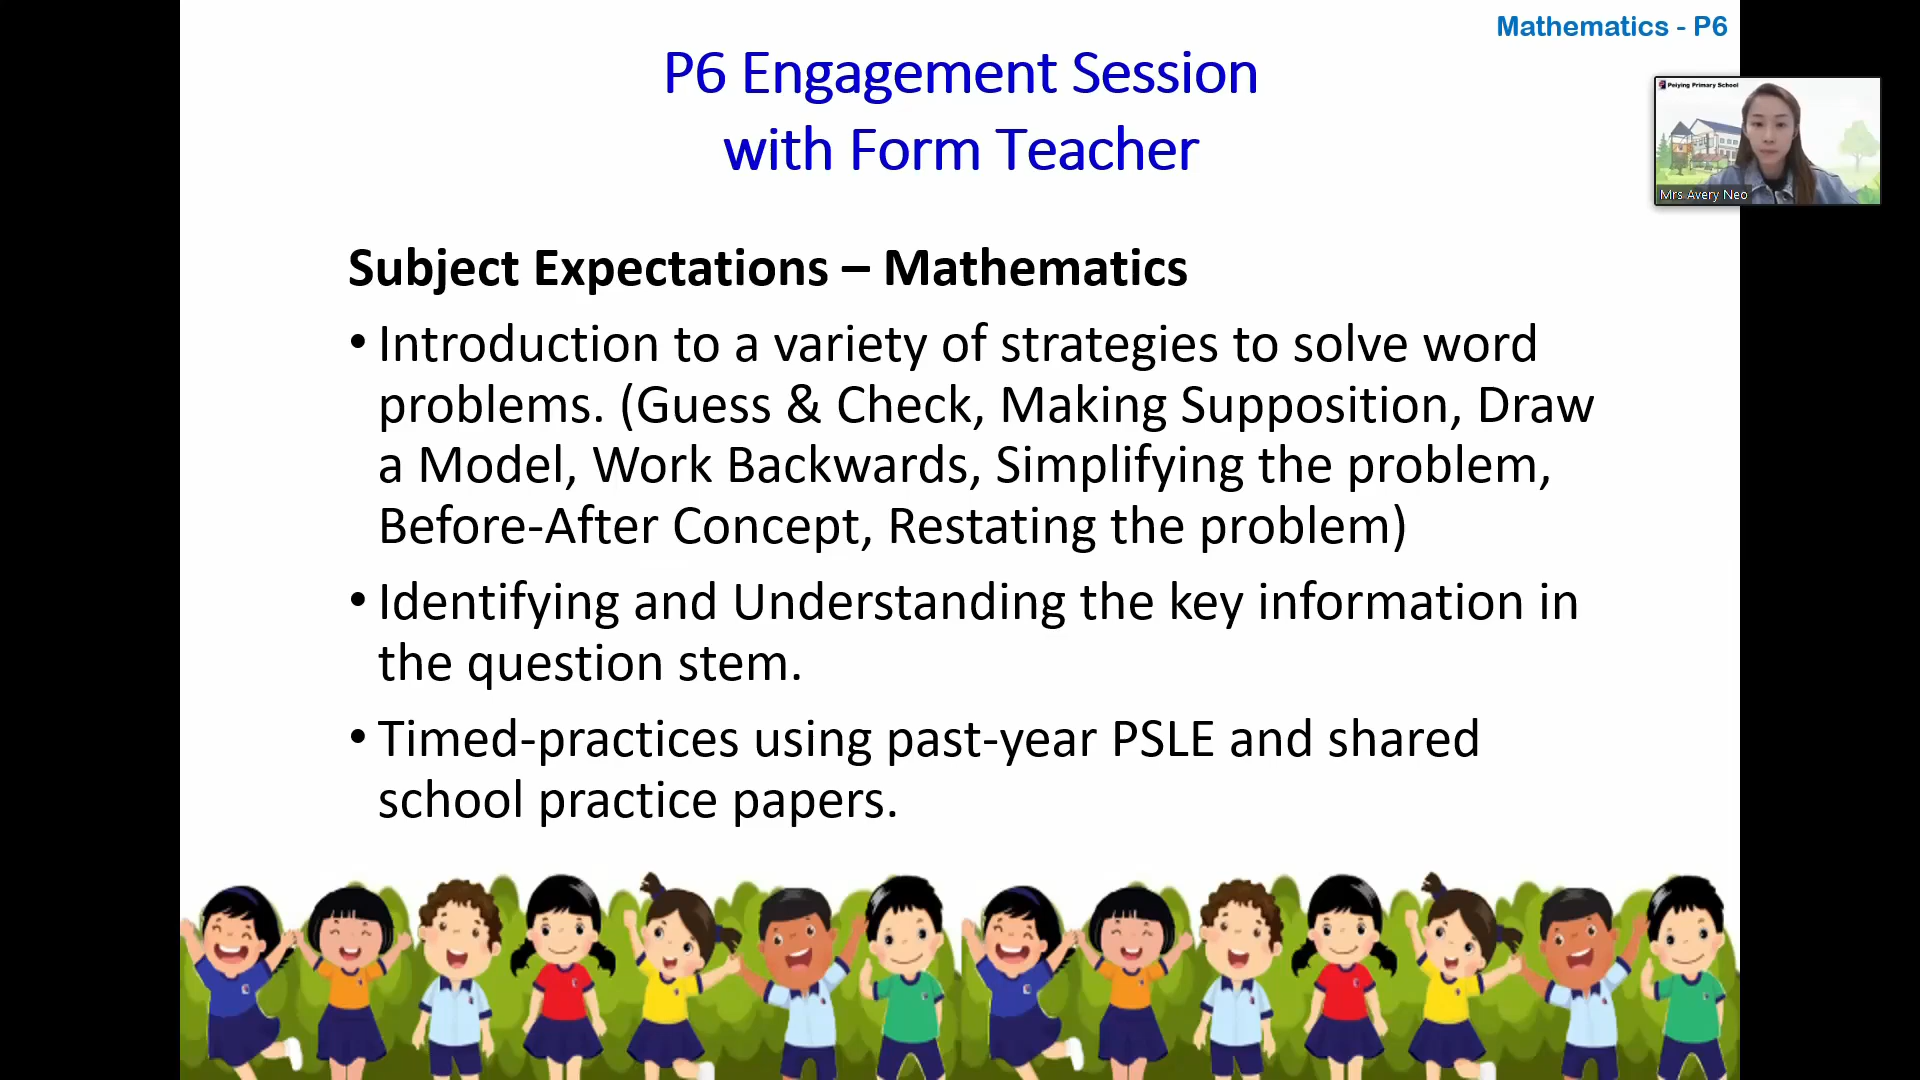 Mathematics - P6
P6 Engagement Session
with Form Teacher
Peiying Primary School
Mrs Avery Neo
Subject Expectations – Mathematics
• Introduction to a variety of strategies to solve word
problems. (Guess & Check, Making Supposition, Draw
a Model, Work Backwards, Simplifying the problem,
Before-After Concept, Restating the problem)
• Identifying and Understanding the key information in
the question stem.
• Timed-practices using past-year PSLE and shared
school practice papers.